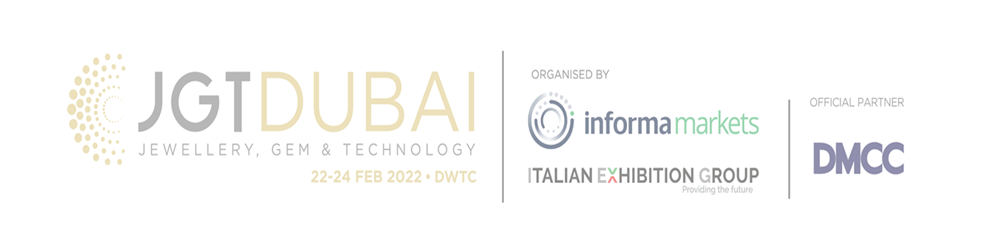 JGTDUBAI
JEWELLERY, GEM & TECHNOLOGY
22-24 FEB 2022 • DWTC
ORGANISED BY
informa markets
ITALIAN EXHIBITION GROUP
Providing the future
OFFICIAL PARTNER
DMCC